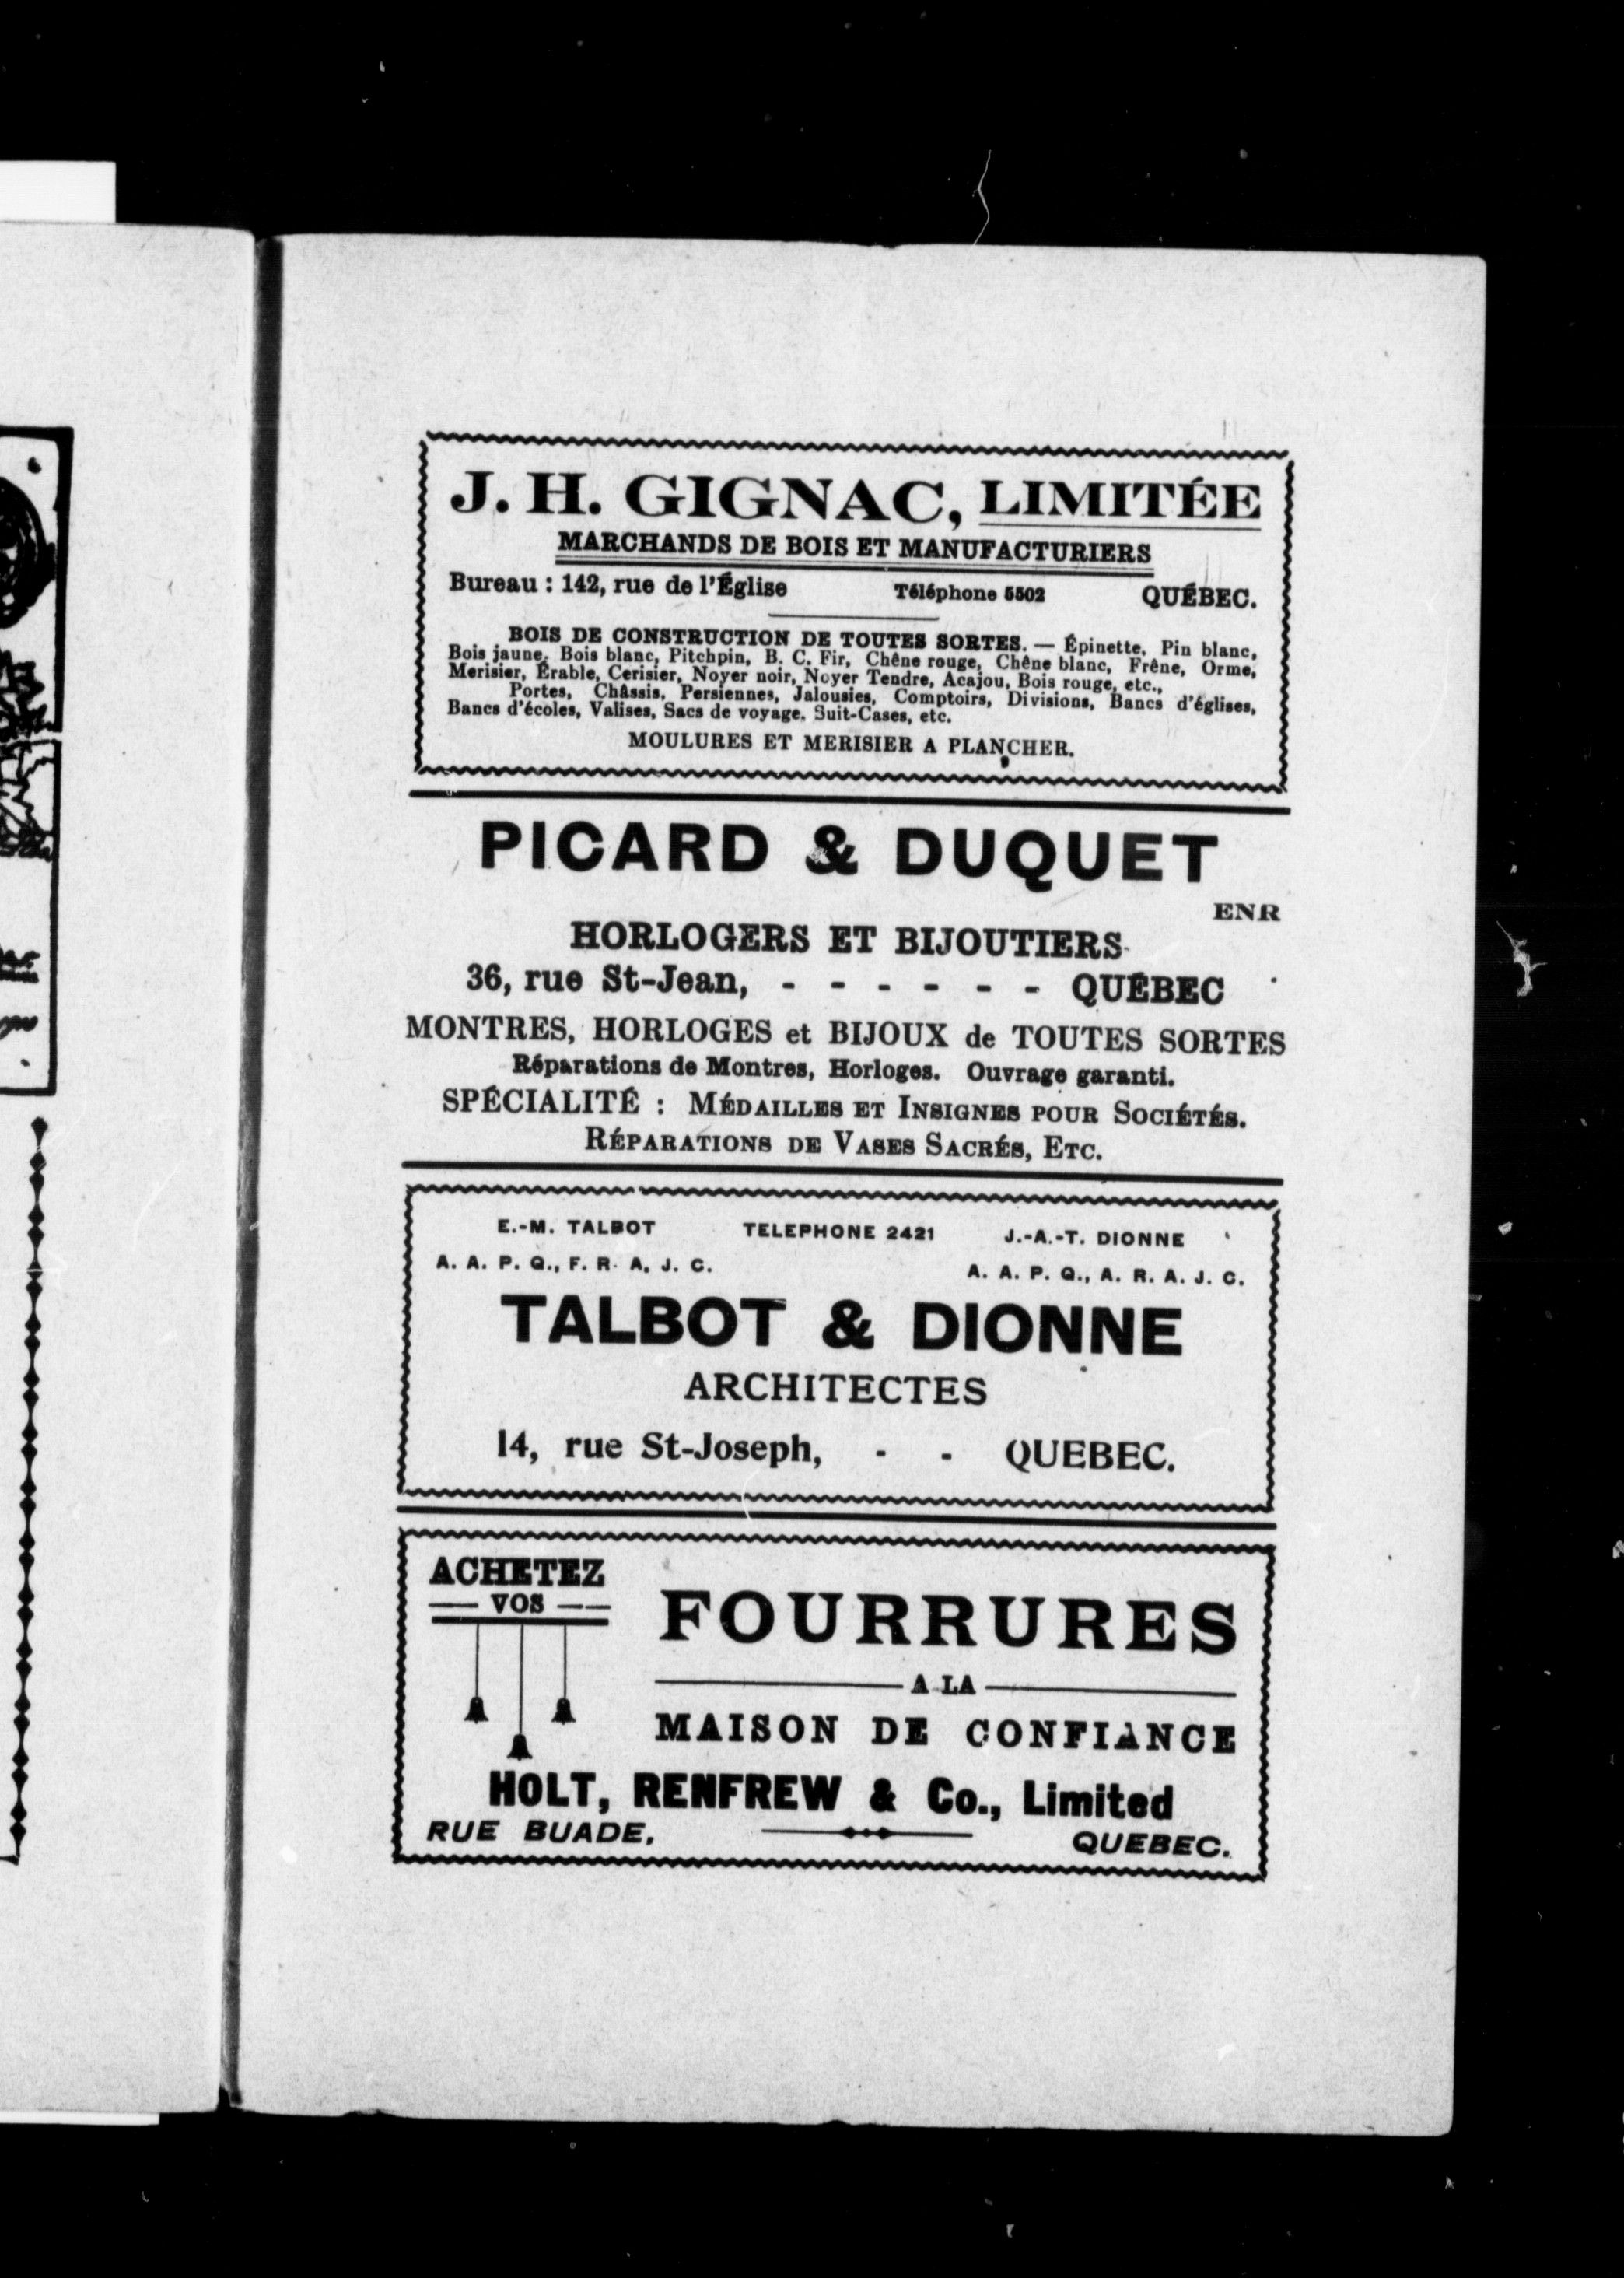 J. H. GIGNAC, LIMITÉE
MARCHANDS DE BOIS ET MANUFACTURIERS
Bureau : 142, rue de l'Église Téléphone 5502 QUÉBEC.
BOIS DE CONSTRUCTION DE TOUTES SORTES. — Épinette, Pin blanc,
Bois jaune, Bois blanc, Pitchpin, B. C. Fir, Chêne rouge, Chêne blanc, Frêne, Orme,
Merisier, Érable, Cerisier, Noyer noir, Noyer Tendre, Acajou, Bois rouge, etc.,
Portes, Châssis, Persiennes, Jalousies, Comptoirs, Divisions, Bancs d'églises,
Bancs d'écoles, Valises, Sacs de voyage, Suit-Cases, etc.
MOULURES ET MERISIER A PLANCHER.
PICARD & DUQUET
ENR
HORLOGERS ET BIJOUTIERS
36, rue St-Jean, - - - - - - QUÉBEC
MONTRES, HORLOGES et BIJOUX de TOUTES SORTES
Réparations de Montres, Horloges. Ouvrage garanti.
SPÉCIALITÉ : MÉDAILLES ET INSIGNES POUR SOCIÉTÉS.
RÉPARATIONS DE VASES SACRÉS, ETC.
E.-M. TALBOT TELEPHONE 2421 J.-A.-T. DIONNE
A. A. P. Q., F. R. A. J. C. A. A. P. Q., A. R. A. J. C.
TALBOT & DIONNE
ARCHITECTES
14, rue St-Joseph, - - QUEBEC.
ACHETEZ
— VOS —
FOURRURES
A LA
MAISON DE CONFIANCE
HOLT, RENFREW & Co., Limited
RUE BUADE, QUEBEC.